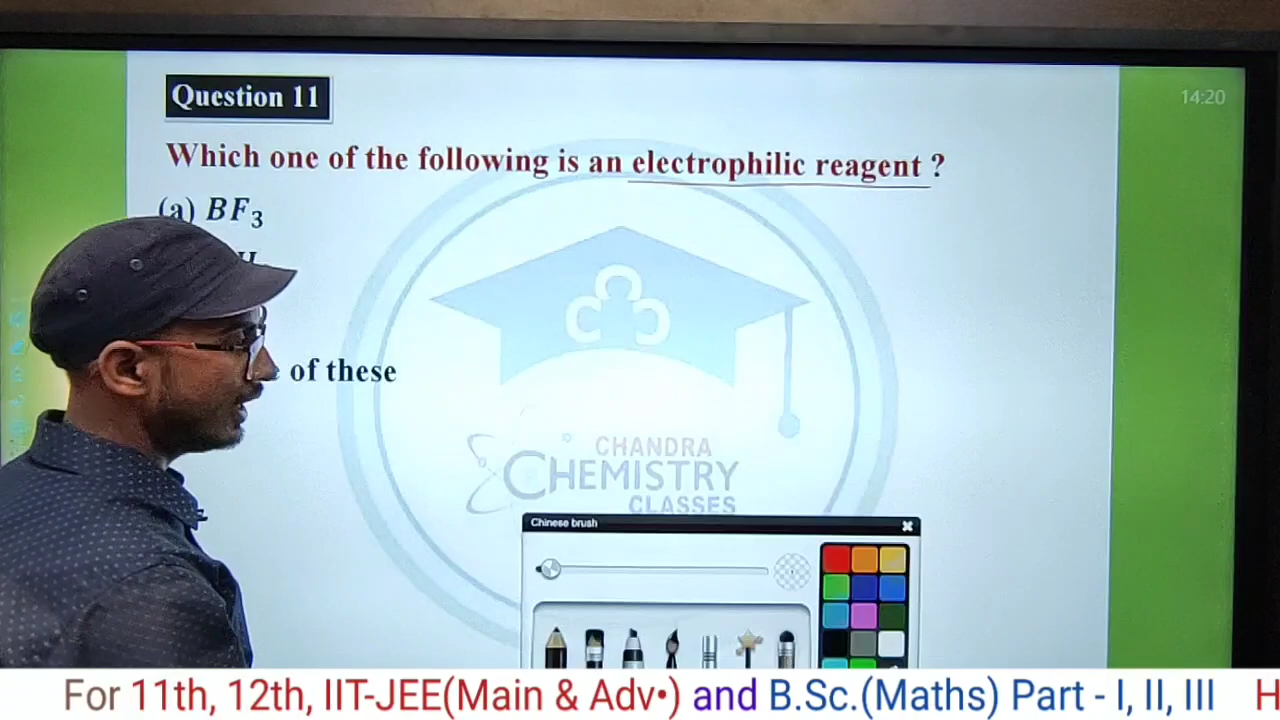 Question 11
14:20
Which one of the following is an electrophilic reagent ?
(a) BF₃
H
of these
CHANDRA
CHEMISTRY
CLASSES
Chinese brush
For 11th, 12th, IIT-JEE(Main & Adv•) and B.Sc.(Maths) Part - I, II, III H